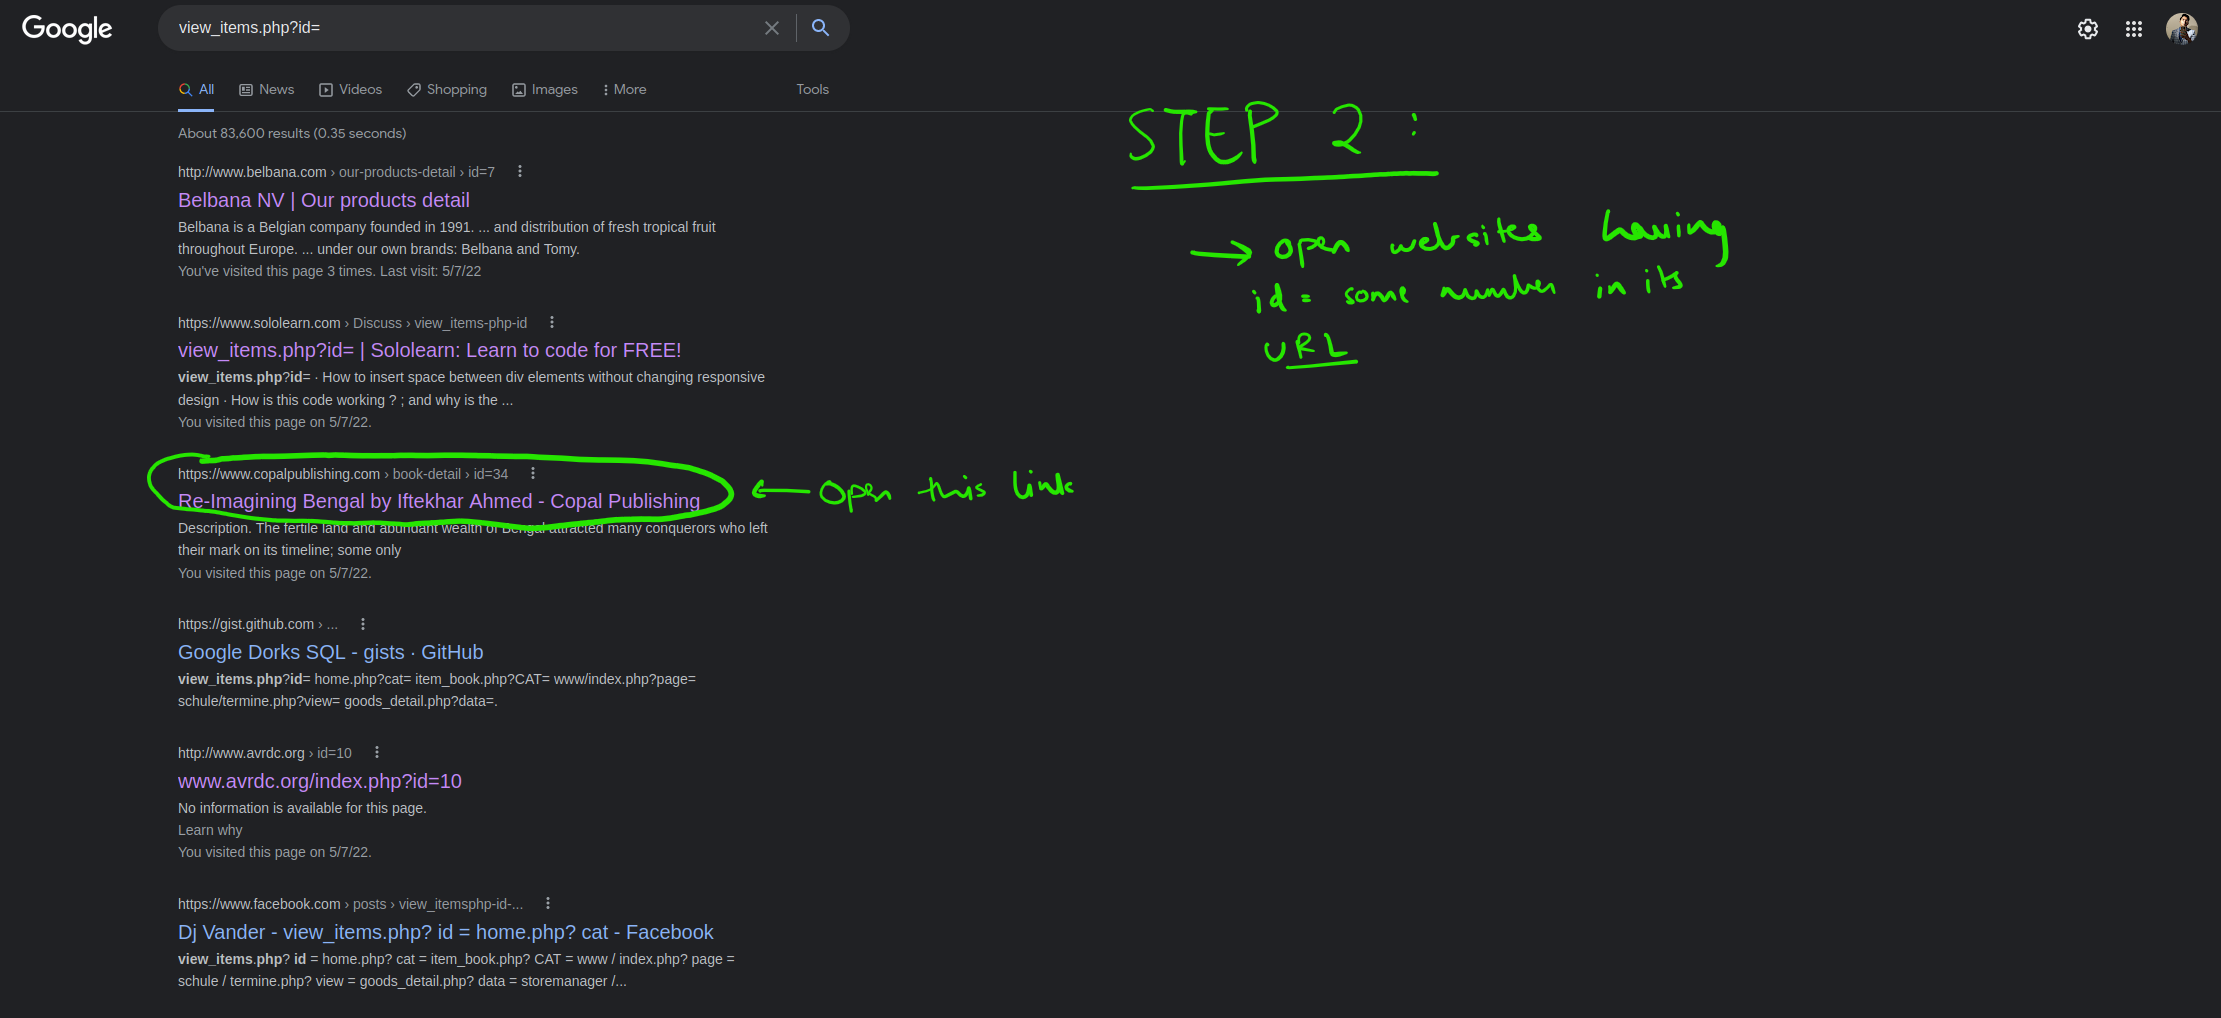 Google
view_items.php?id=
All News Videos Shopping Images More Tools
About 83,600 results (0.35 seconds)
STEP 2 :
http://www.belbana.com › our-products-detail › id=7
Belbana NV | Our products detail
Belbana is a Belgian company founded in 1991. ... and distribution of fresh tropical fruit
throughout Europe. ... under our own brands: Belbana and Tomy.
You've visited this page 3 times. Last visit: 5/7/22
→ open websites having
id = some number in its
URL
https://www.sololearn.com › Discuss › view_items-php-id
view_items.php?id= | Sololearn: Learn to code for FREE!
view_items.php?id= · How to insert space between div elements without changing responsive
design · How is this code working ? ; and why is the ...
You visited this page on 5/7/22.
https://www.copalpublishing.com › book-detail › id=34
Re-Imagining Bengal by Iftekhar Ahmed - Copal Publishing
← Open this link
Description. The fertile land and abundant wealth of Bengal attracted many conquerors who left
their mark on its timeline; some only
You visited this page on 5/7/22.
https://gist.github.com › ...
Google Dorks SQL - gists · GitHub
view_items.php?id= home.php?cat= item_book.php?CAT= www/index.php?page=
schule/termine.php?view= goods_detail.php?data=.
http://www.avrdc.org › id=10
www.avrdc.org/index.php?id=10
No information is available for this page.
Learn why
You visited this page on 5/7/22.
https://www.facebook.com › posts › view_itemsphp-id-...
Dj Vander - view_items.php? id = home.php? cat - Facebook
view_items.php? id = home.php? cat = item_book.php? CAT = www / index.php? page =
schule / termine.php? view = goods_detail.php? data = storemanager /...